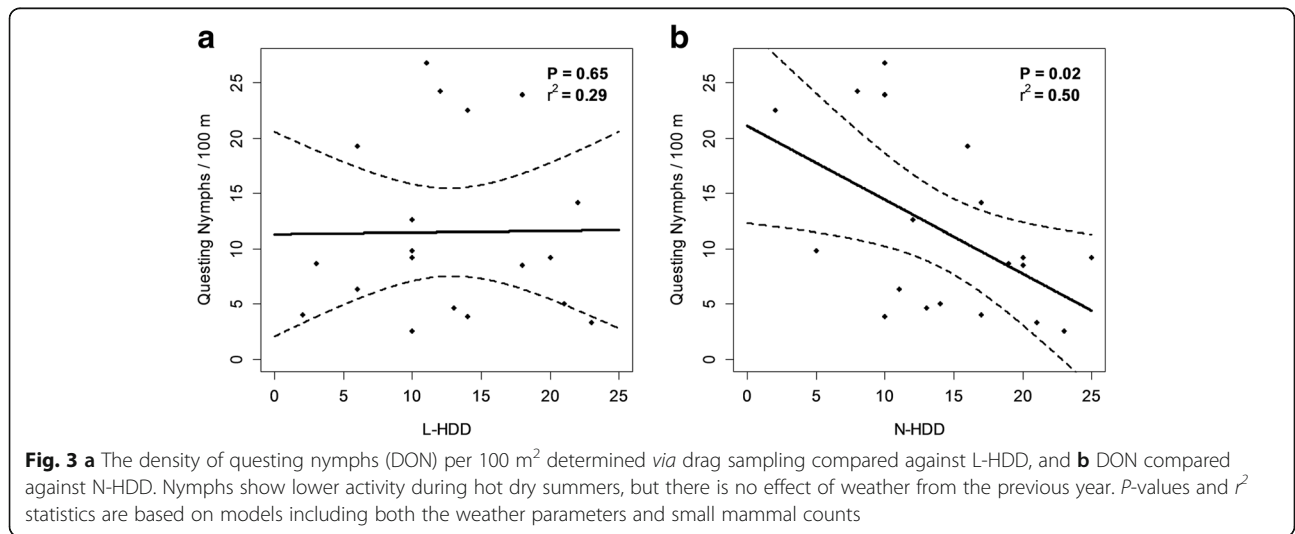 a
b
P = 0.65
r² = 0.29
P = 0.02
r² = 0.50
Questing Nymphs / 100 m
25
20
15
10
5
0
0 5 10 15 20 25
L-HDD
Questing Nymphs / 100 m
25
20
15
10
5
0
0 5 10 15 20 25
N-HDD
Fig. 3 a The density of questing nymphs (DON) per 100 m² determined via drag sampling compared against L-HDD, and b DON compared
against N-HDD. Nymphs show lower activity during hot dry summers, but there is no effect of weather from the previous year. P-values and r²
statistics are based on models including both the weather parameters and small mammal counts